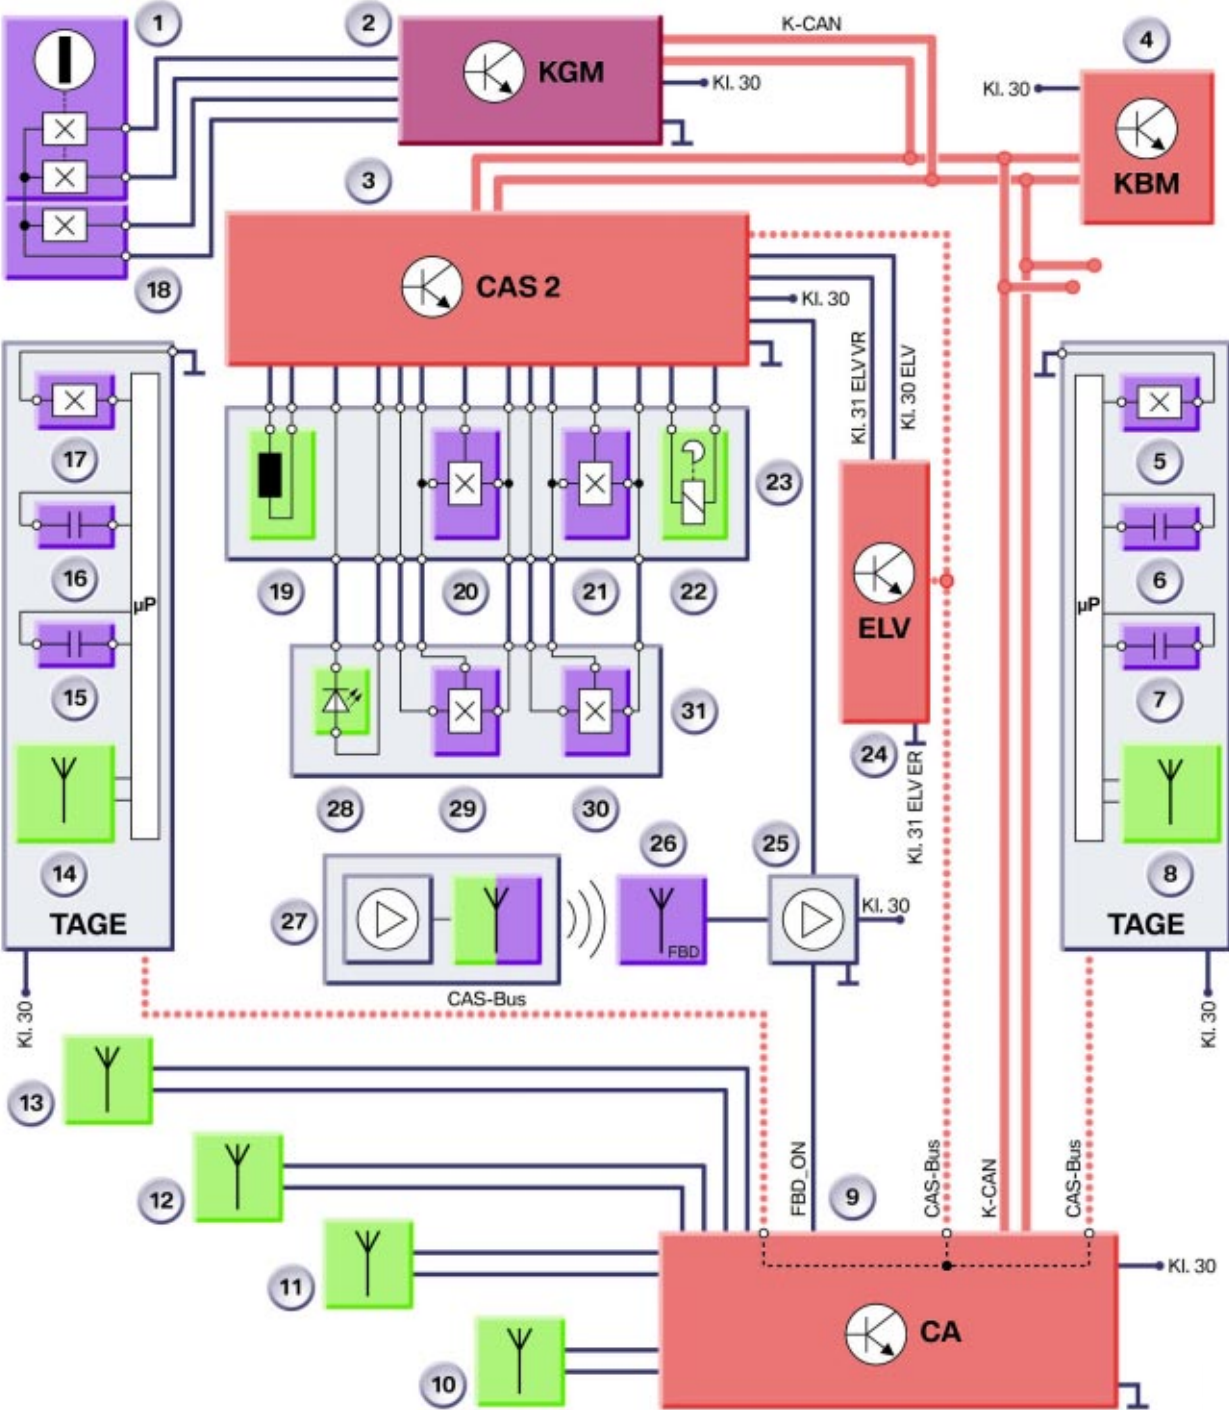 1
2
K-CAN
4
KGM
Kl. 30
Kl. 30
KBM
3
CAS 2
18
Kl. 30
Kl. 31 ELV VR
Kl. 30 ELV
17
5
23
16
19
20
21
22
6
µP
µP
ELV
15
31
7
24
28
29
30
Kl. 31 ELV ER
26
25
14
8
27
TAGE
FBD
Kl. 30
TAGE
CAS-Bus
Kl. 30
Kl. 30
13
12
FBD_ON
9
CAS-Bus
K-CAN
CAS-Bus
11
Kl. 30
CA
10